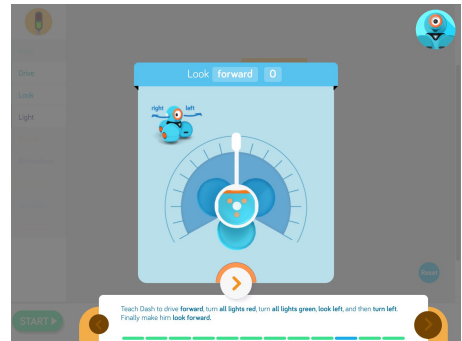 Look forward 0
Drive
Look
Light
right left
Reset
START
Teach Dash to drive forward, turn all lights red, turn all lights green, look left, and then turn left.
Finally make him look forward.